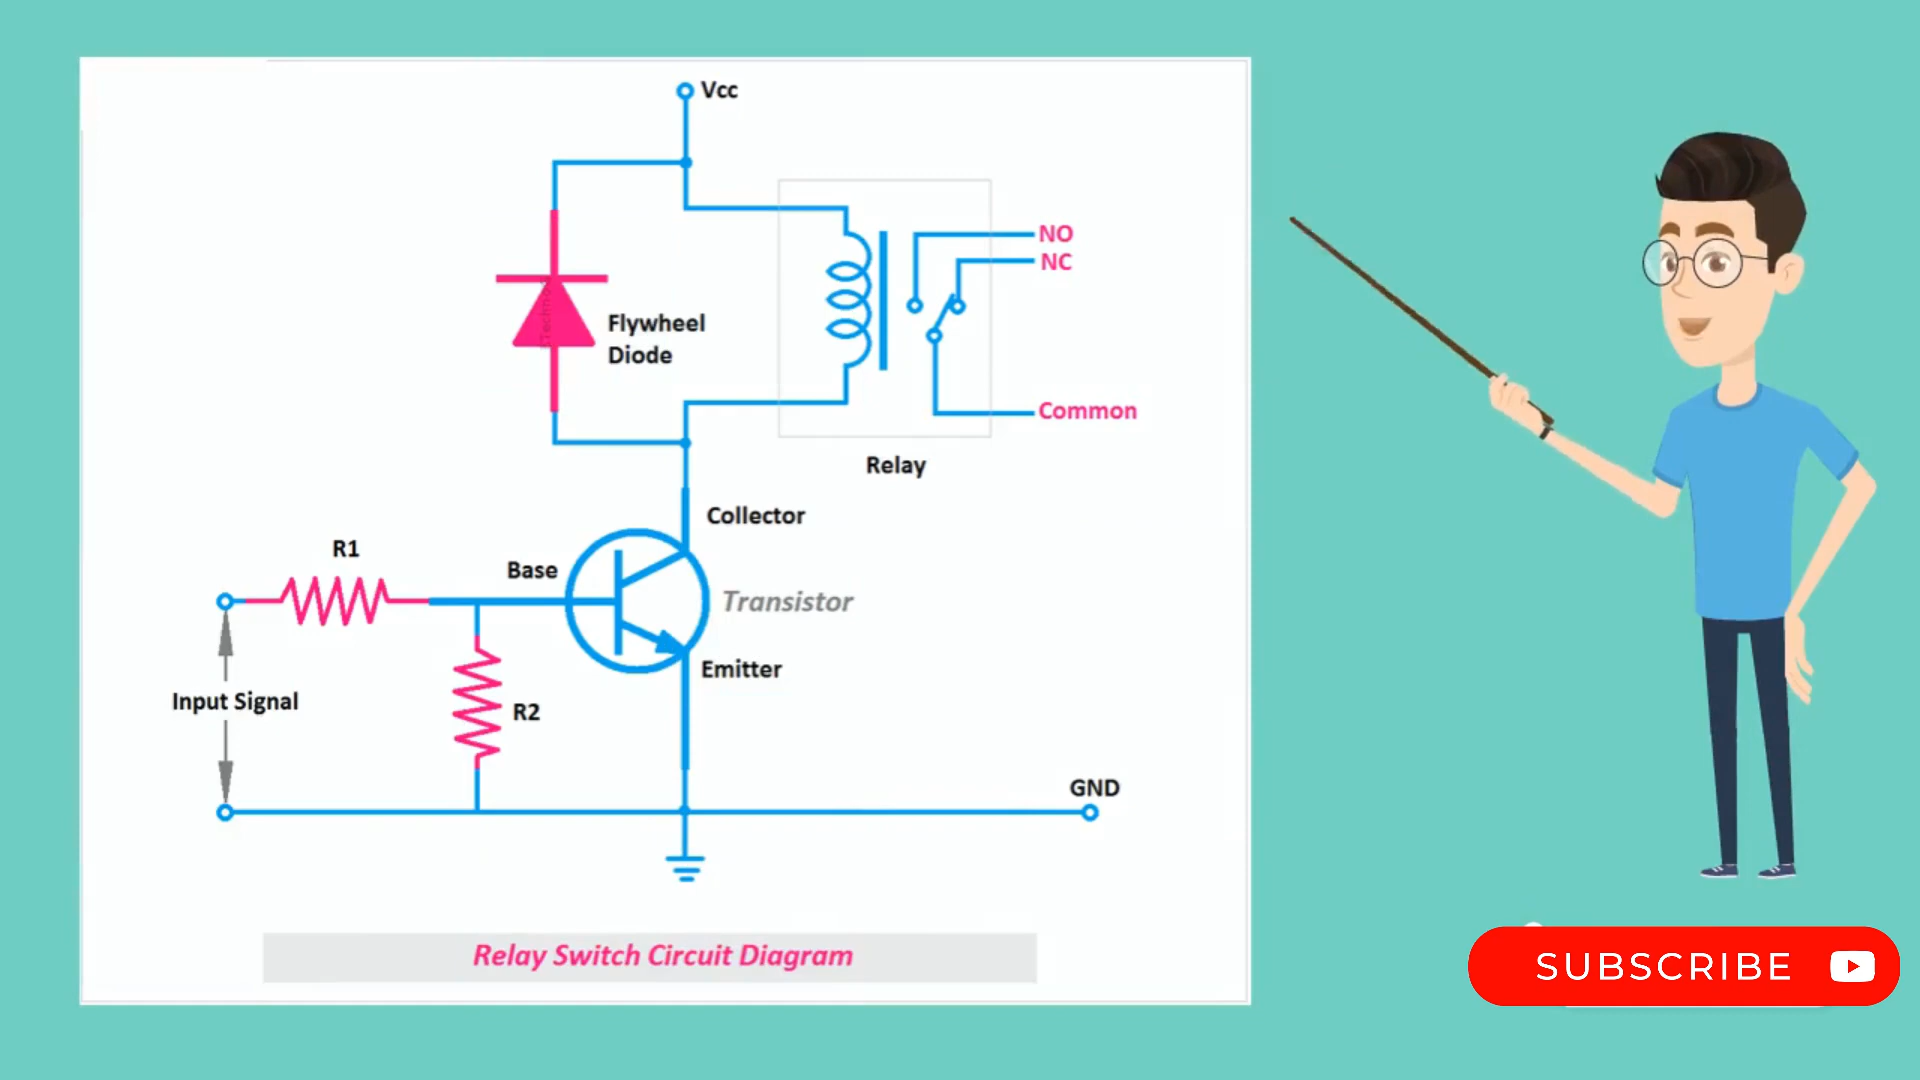 Vcc
NO
NC
Flywheel
Diode
Common
Relay
Collector
R1
Base
Transistor
Emitter
Input Signal
R2
GND
Relay Switch Circuit Diagram
SUBSCRIBE